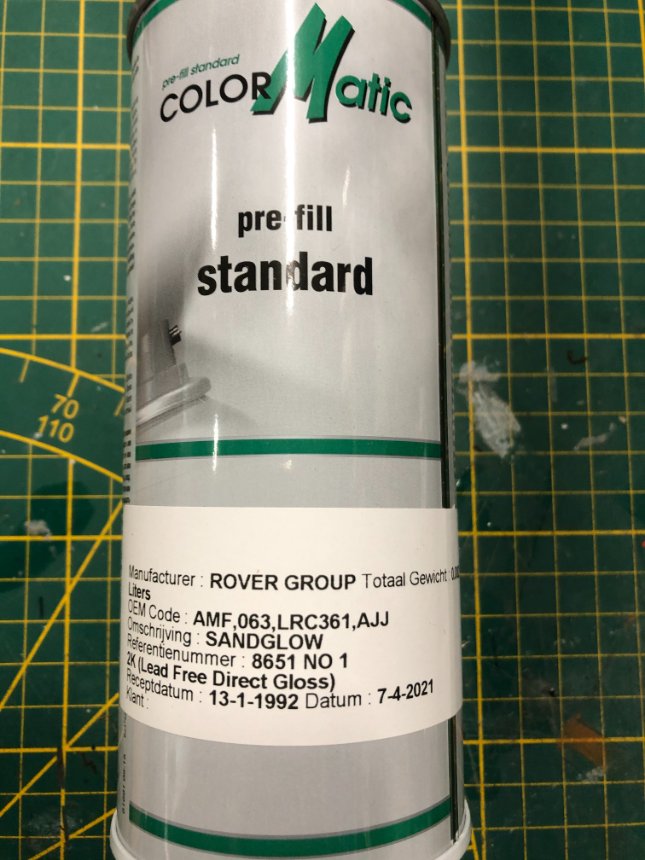 pre-fill standard
COLORMatic
pre-fill
standard
70
110
Manufacturer : ROVER GROUP Totaal Gewicht :
Liters
OEM Code : AMF,063,LRC361,AJJ
Omschrijving : SANDGLOW
Referentienummer : 8651 NO 1
2K (Lead Free Direct Gloss)
Receptdatum : 13-1-1992 Datum : 7-4-2021
Klant :